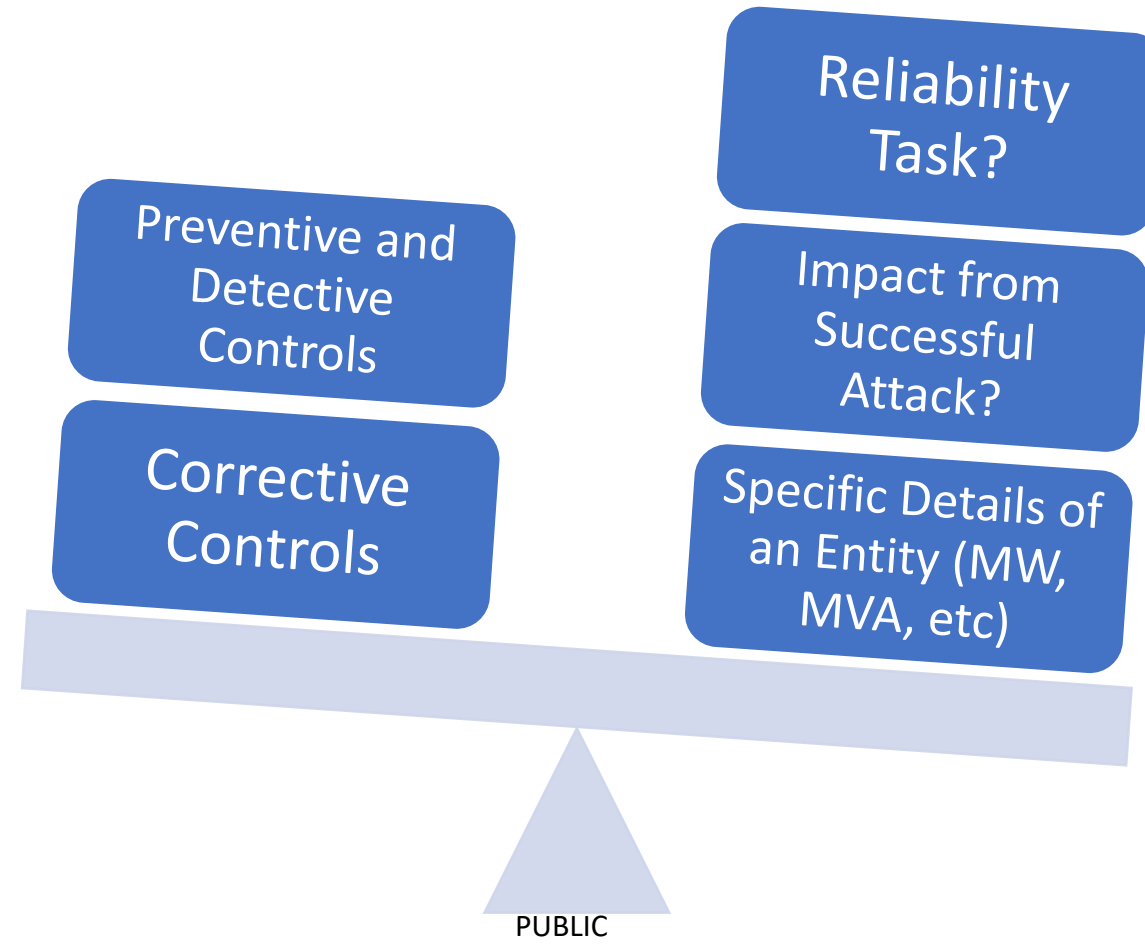 Preventive and
Detective
Controls
Corrective
Controls
Reliability
Task?
Impact from
Successful
Attack?
Specific Details of
an Entity (MW,
MVA, etc)
PUBLIC